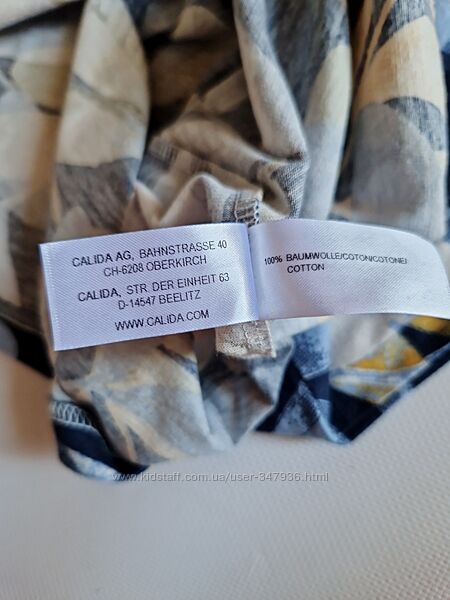 CALIDA AG, BAHNSTRASSE 40
CH-6208 OBERKIRCH
CALIDA, STR. DER EINHEIT 63
D-14547 BEELITZ
WWW.CALIDA.COM
100% BAUMWOLLE/COTON/COTONE/
COTTON
www.kidstaff.com.ua/user-347936.html